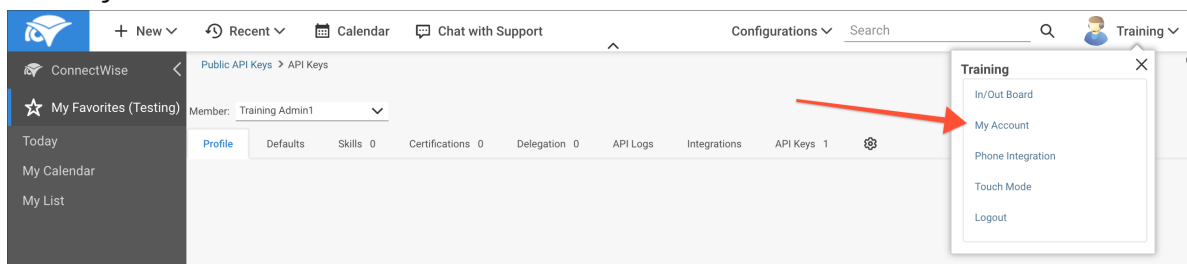 + New
Recent
Calendar
Chat with Support
Configurations
Search
Training
ConnectWise
Public API Keys > API Keys
Training
In/Out Board
My Favorites (Testing)
Member: Training Admin1
My Account
Today
Profile
Defaults
Skills 0
Certifications 0
Delegation 0
API Logs
Integrations
API Keys 1
Phone Integration
My Calendar
Touch Mode
My List
Logout